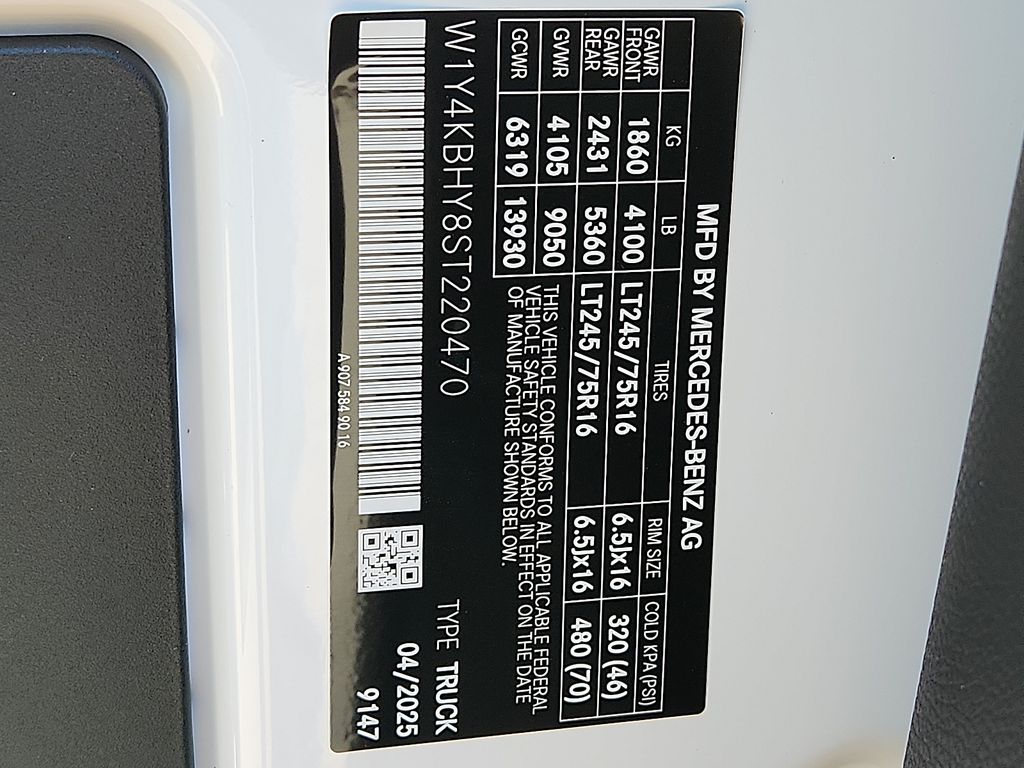 MFD BY MERCEDES-BENZ AG
KG LB TIRES RIM SIZE COLD KPA (PSI)
GAWR FRONT 1860 4100 LT245/75R16 6.5Jx16 320 (46)
GAWR REAR 2431 5360 LT245/75R16 6.5Jx16 480 (70)
GVWR 4105 9050
GCWR 6319 13930
THIS VEHICLE CONFORMS TO ALL APPLICABLE FEDERAL
VEHICLE SAFETY STANDARDS IN EFFECT ON THE DATE
OF MANUFACTURE SHOWN BELOW.
W1Y4KBHY8ST220470 TYPE TRUCK
04/2025
9147
A 907 584 90 16